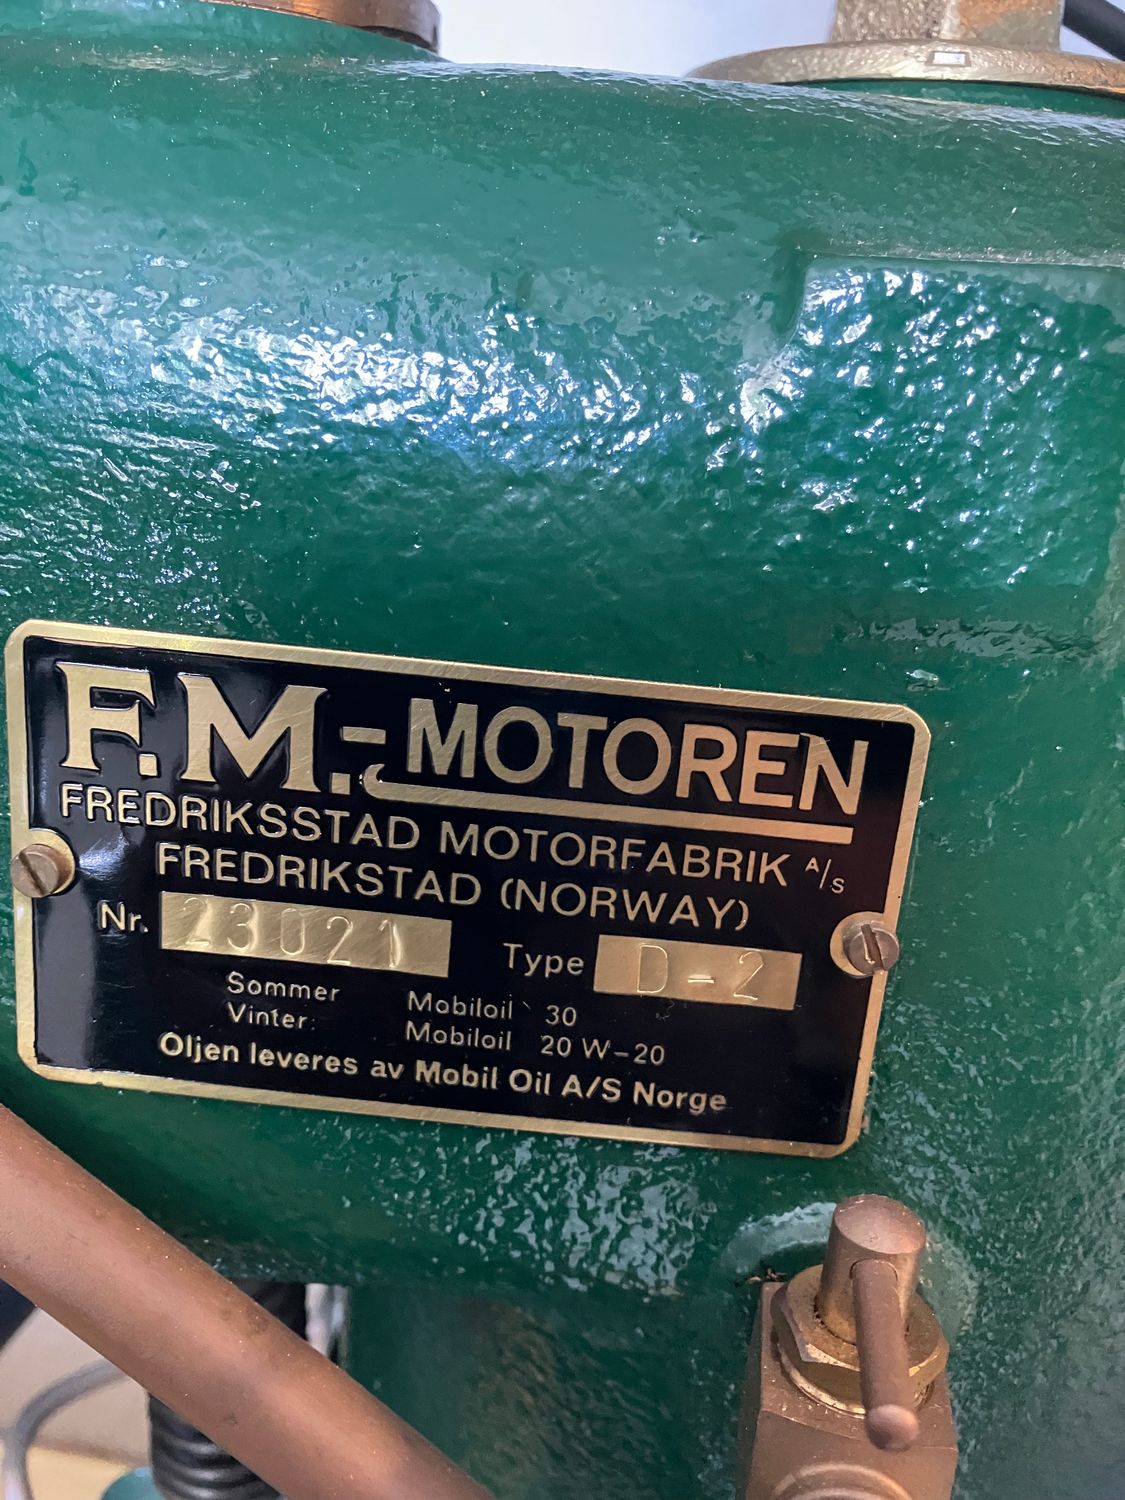 F.M.-MOTOREN
FREDRIKSSTAD MOTORFABRIK A/S
FREDRIKSTAD (NORWAY)
Nr. 23021 Type D-2
Sommer Mobiloil 30
Vinter: Mobiloil 20 W-20
Oljen leveres av Mobil Oil A/S Norge